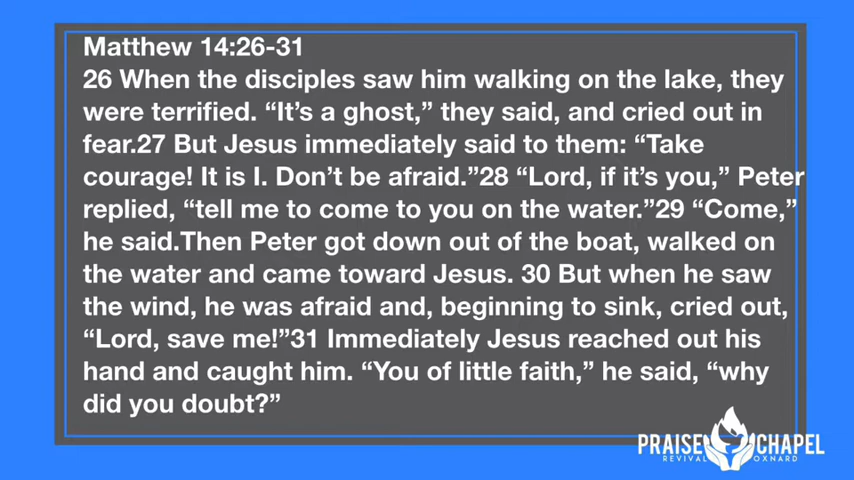 Matthew 14:26-31
26 When the disciples saw him walking on the lake, they
were terrified. “It’s a ghost,” they said, and cried out in
fear.27 But Jesus immediately said to them: “Take
courage! It is I. Don’t be afraid.”28 “Lord, if it’s you,” Peter
replied, “tell me to come to you on the water.”29 “Come,”
he said.Then Peter got down out of the boat, walked on
the water and came toward Jesus. 30 But when he saw
the wind, he was afraid and, beginning to sink, cried out,
“Lord, save me!”31 Immediately Jesus reached out his
hand and caught him. “You of little faith,” he said, “why
did you doubt?”
PRAISE CHAPEL
REVIVAL OXNARD